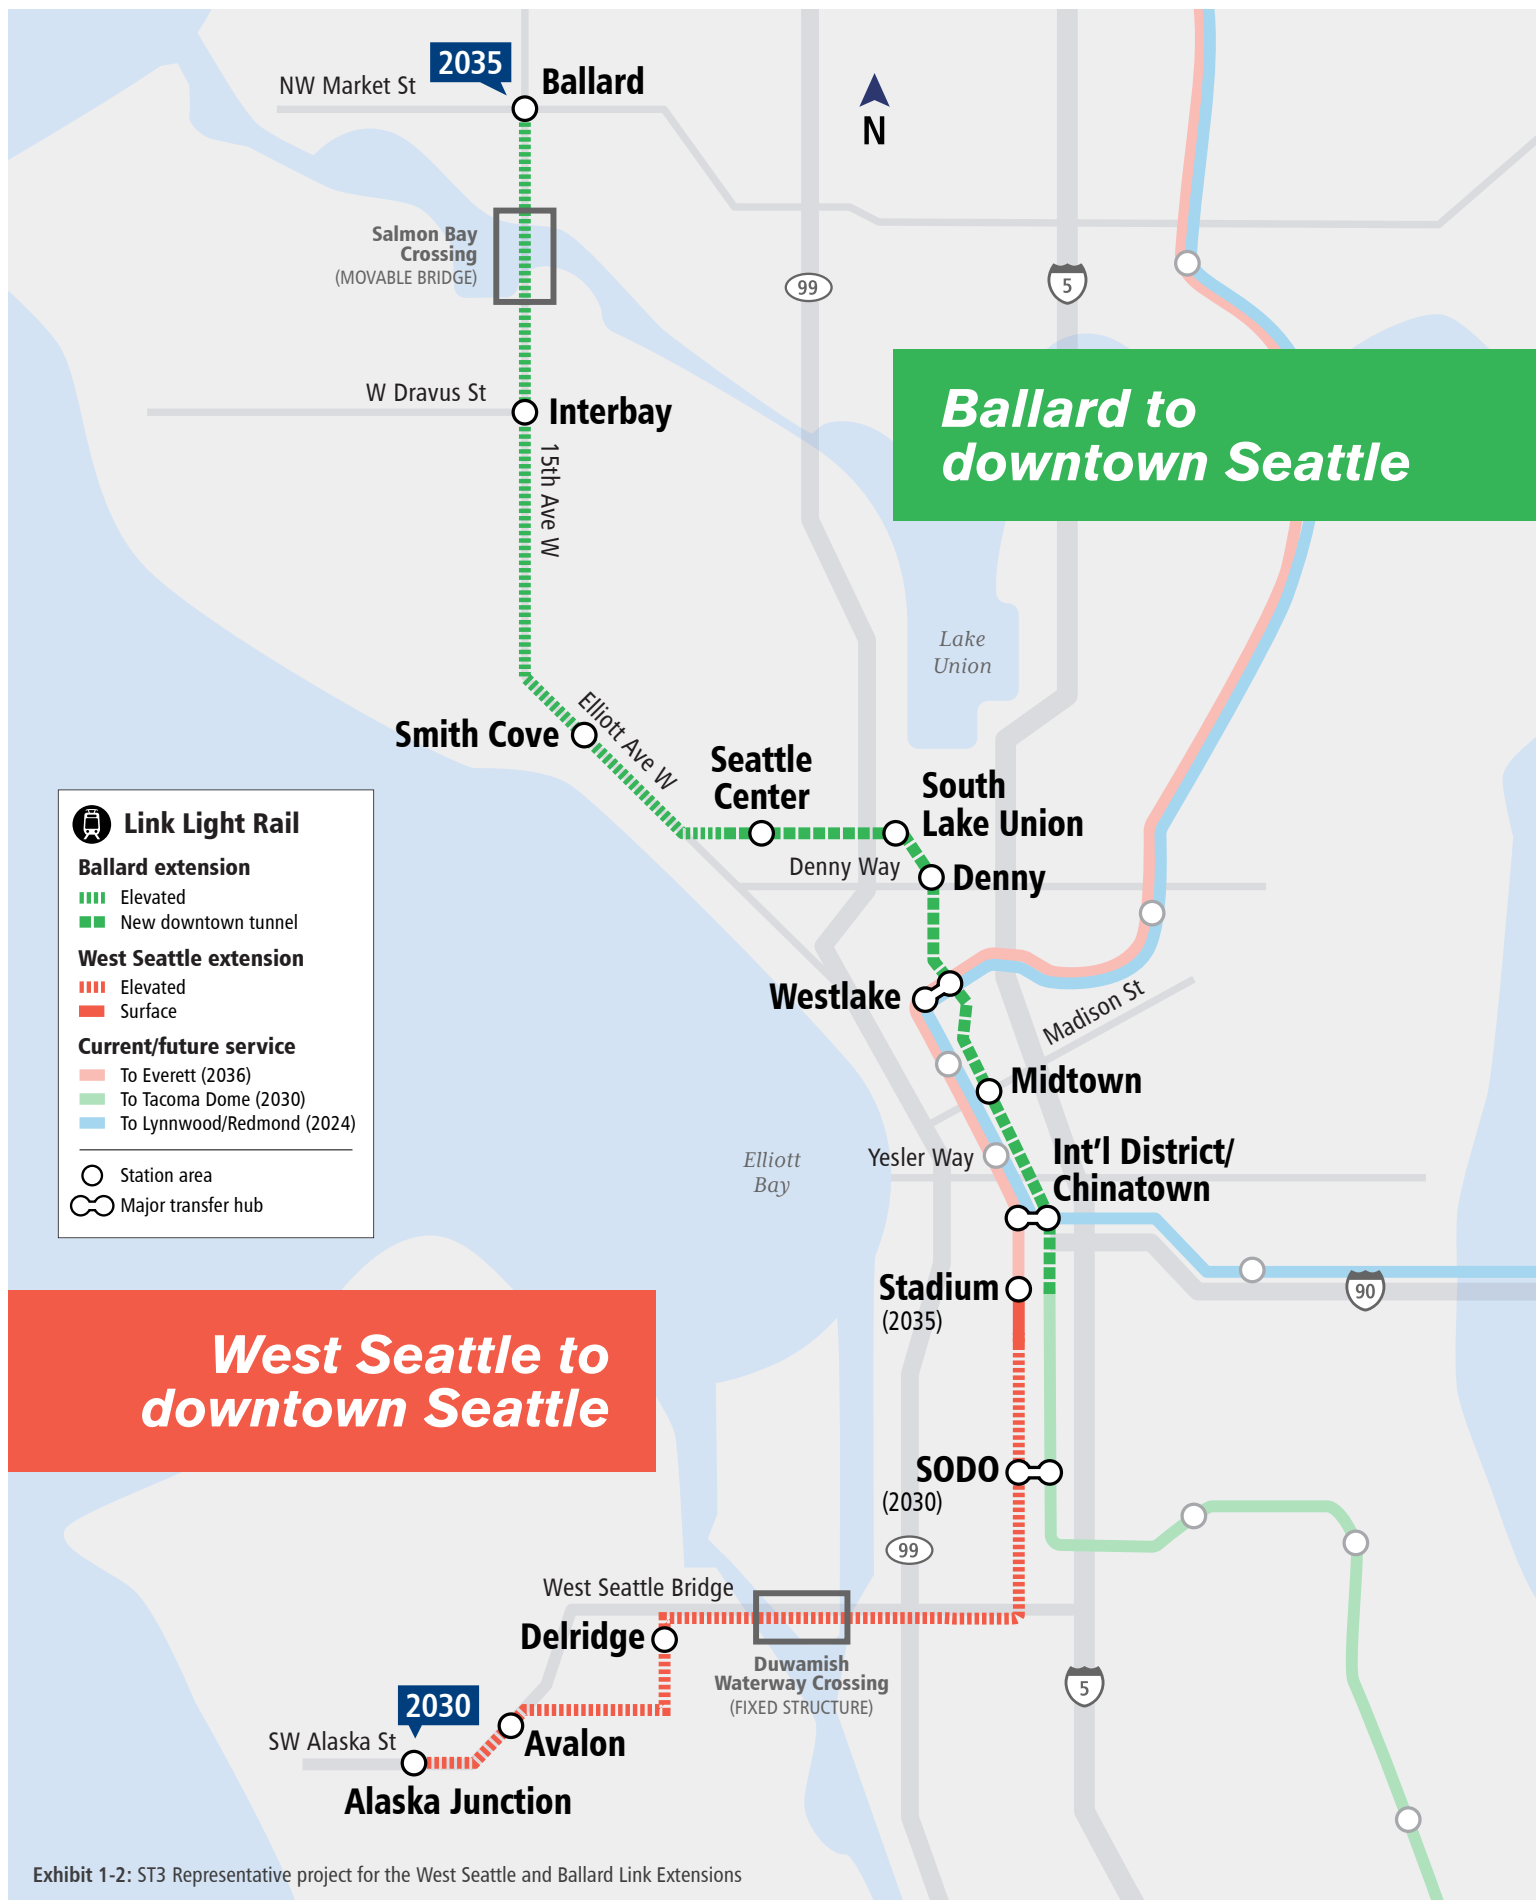 2035
Ballard
NW Market St
N
Salmon Bay
Crossing
(MOVABLE BRIDGE)
99
5
W Dravus St
Interbay
15th Ave W
Ballard to
downtown Seattle
Lake
Union
Smith Cove
Elliott Ave W
Seattle
Center
South
Lake Union
Denny Way
Denny
Link Light Rail
Ballard extension
Elevated
New downtown tunnel
West Seattle extension
Elevated
Surface
Current/future service
To Everett (2036)
To Tacoma Dome (2030)
To Lynnwood/Redmond (2024)
Station area
Major transfer hub
Westlake
Madison St
Midtown
Elliott
Bay
Yesler Way
Int'l District/
Chinatown
Stadium
(2035)
90
West Seattle to
downtown Seattle
SODO
(2030)
99
West Seattle Bridge
Delridge
Duwamish
Waterway Crossing
(FIXED STRUCTURE)
5
2030
SW Alaska St
Avalon
Alaska Junction
Exhibit 1-2: ST3 Representative project for the West Seattle and Ballard Link Extensions